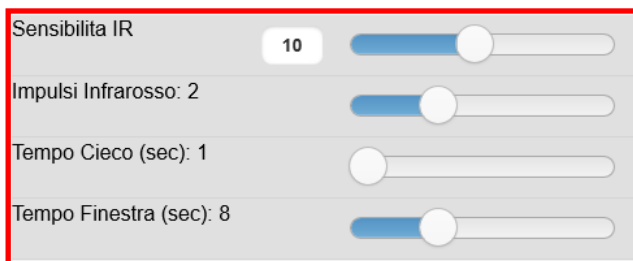 Sensibilita IR 10
Impulsi Infrarosso: 2
Tempo Cieco (sec): 1
Tempo Finestra (sec): 8